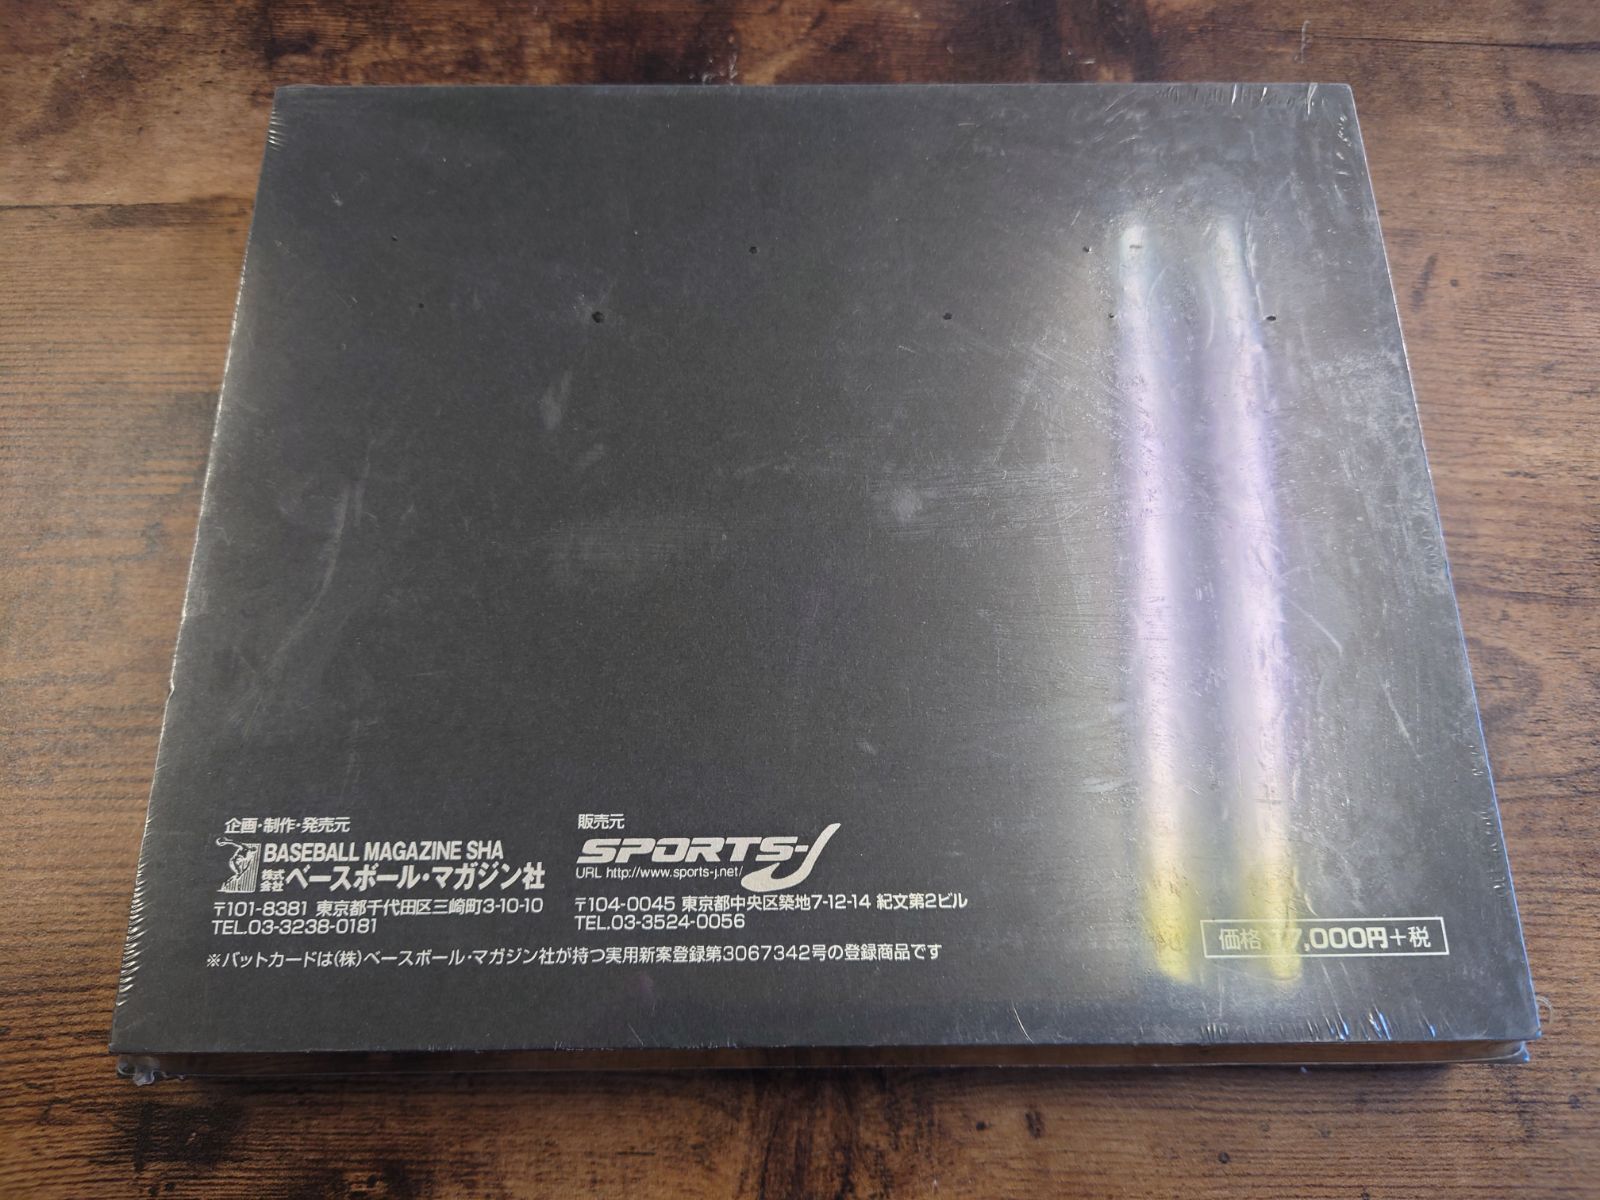 企画・制作・発売元
BASEBALL MAGAZINE SHA
株式会社ベースボール・マガジン社
〒101-8381 東京都千代田区三崎町3-10-10
TEL.03-3238-0181
販売元
SPORTS-J
URL http://www.sports-j.net/
〒104-0045 東京都中央区築地7-12-14 紀文第2ビル
TEL.03-3524-0056
※バットカードは(株)ベースボール・マガジン社が持つ実用新案登録第3067342号の登録商品です
価格 17,000円+税